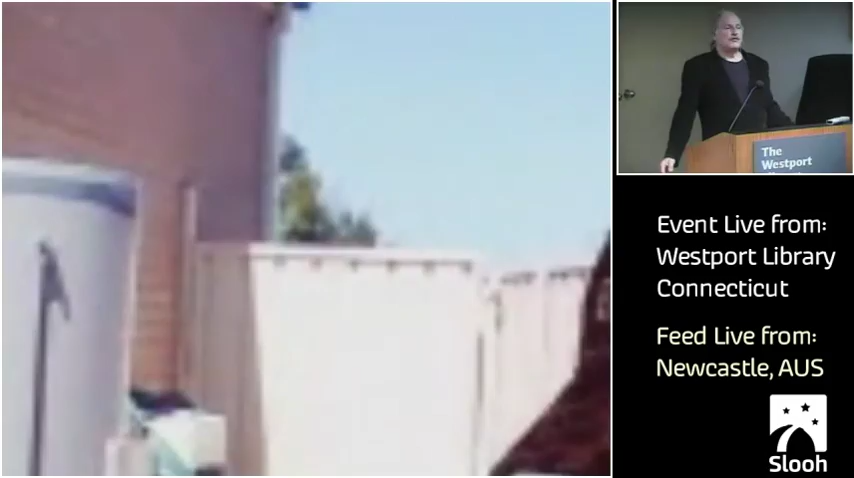 The
Westport
Event Live from:
Westport Library
Connecticut
Feed Live from:
Newcastle, AUS
Slooh